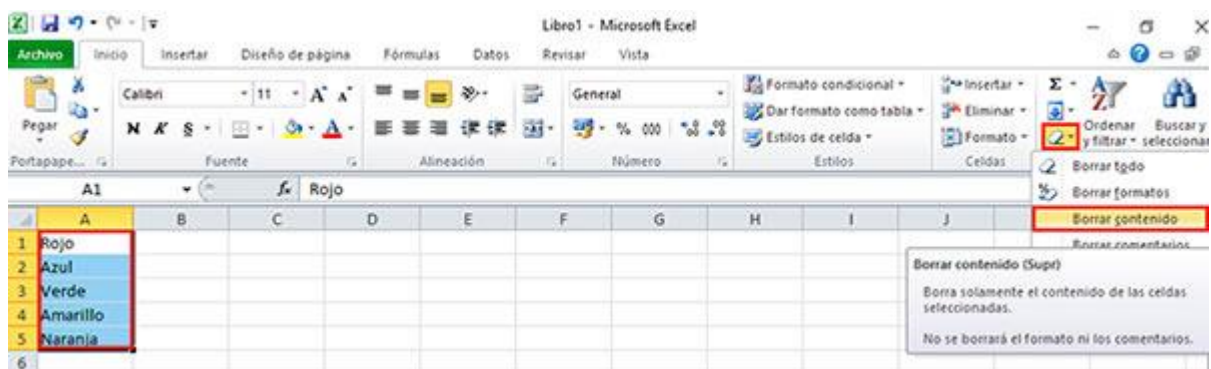 Libro1 - Microsoft Excel
Archivo Inicio Insertar Diseño de página Fórmulas Datos Revisar Vista
Pegar
Calibri 11 A A
General
N K S A
% 000
Formato condicional
Dar formato como tabla
Estilos de celda
Insertar
Eliminar
Formato
Σ
Ordenar y filtrar
Buscar y seleccionar
Portapape... Fuente Alineación Número Estilos Celdas
Borrar todo
Borrar formatos
Borrar contenido
Borrar comentarios
A1 fx Rojo
A B C D E F G H I J
1 Rojo
2 Azul
3 Verde
4 Amarillo
5 Naranja
6
Borrar contenido (Supr)
Borra solamente el contenido de las celdas
seleccionadas.
No se borrará el formato ni los comentarios.